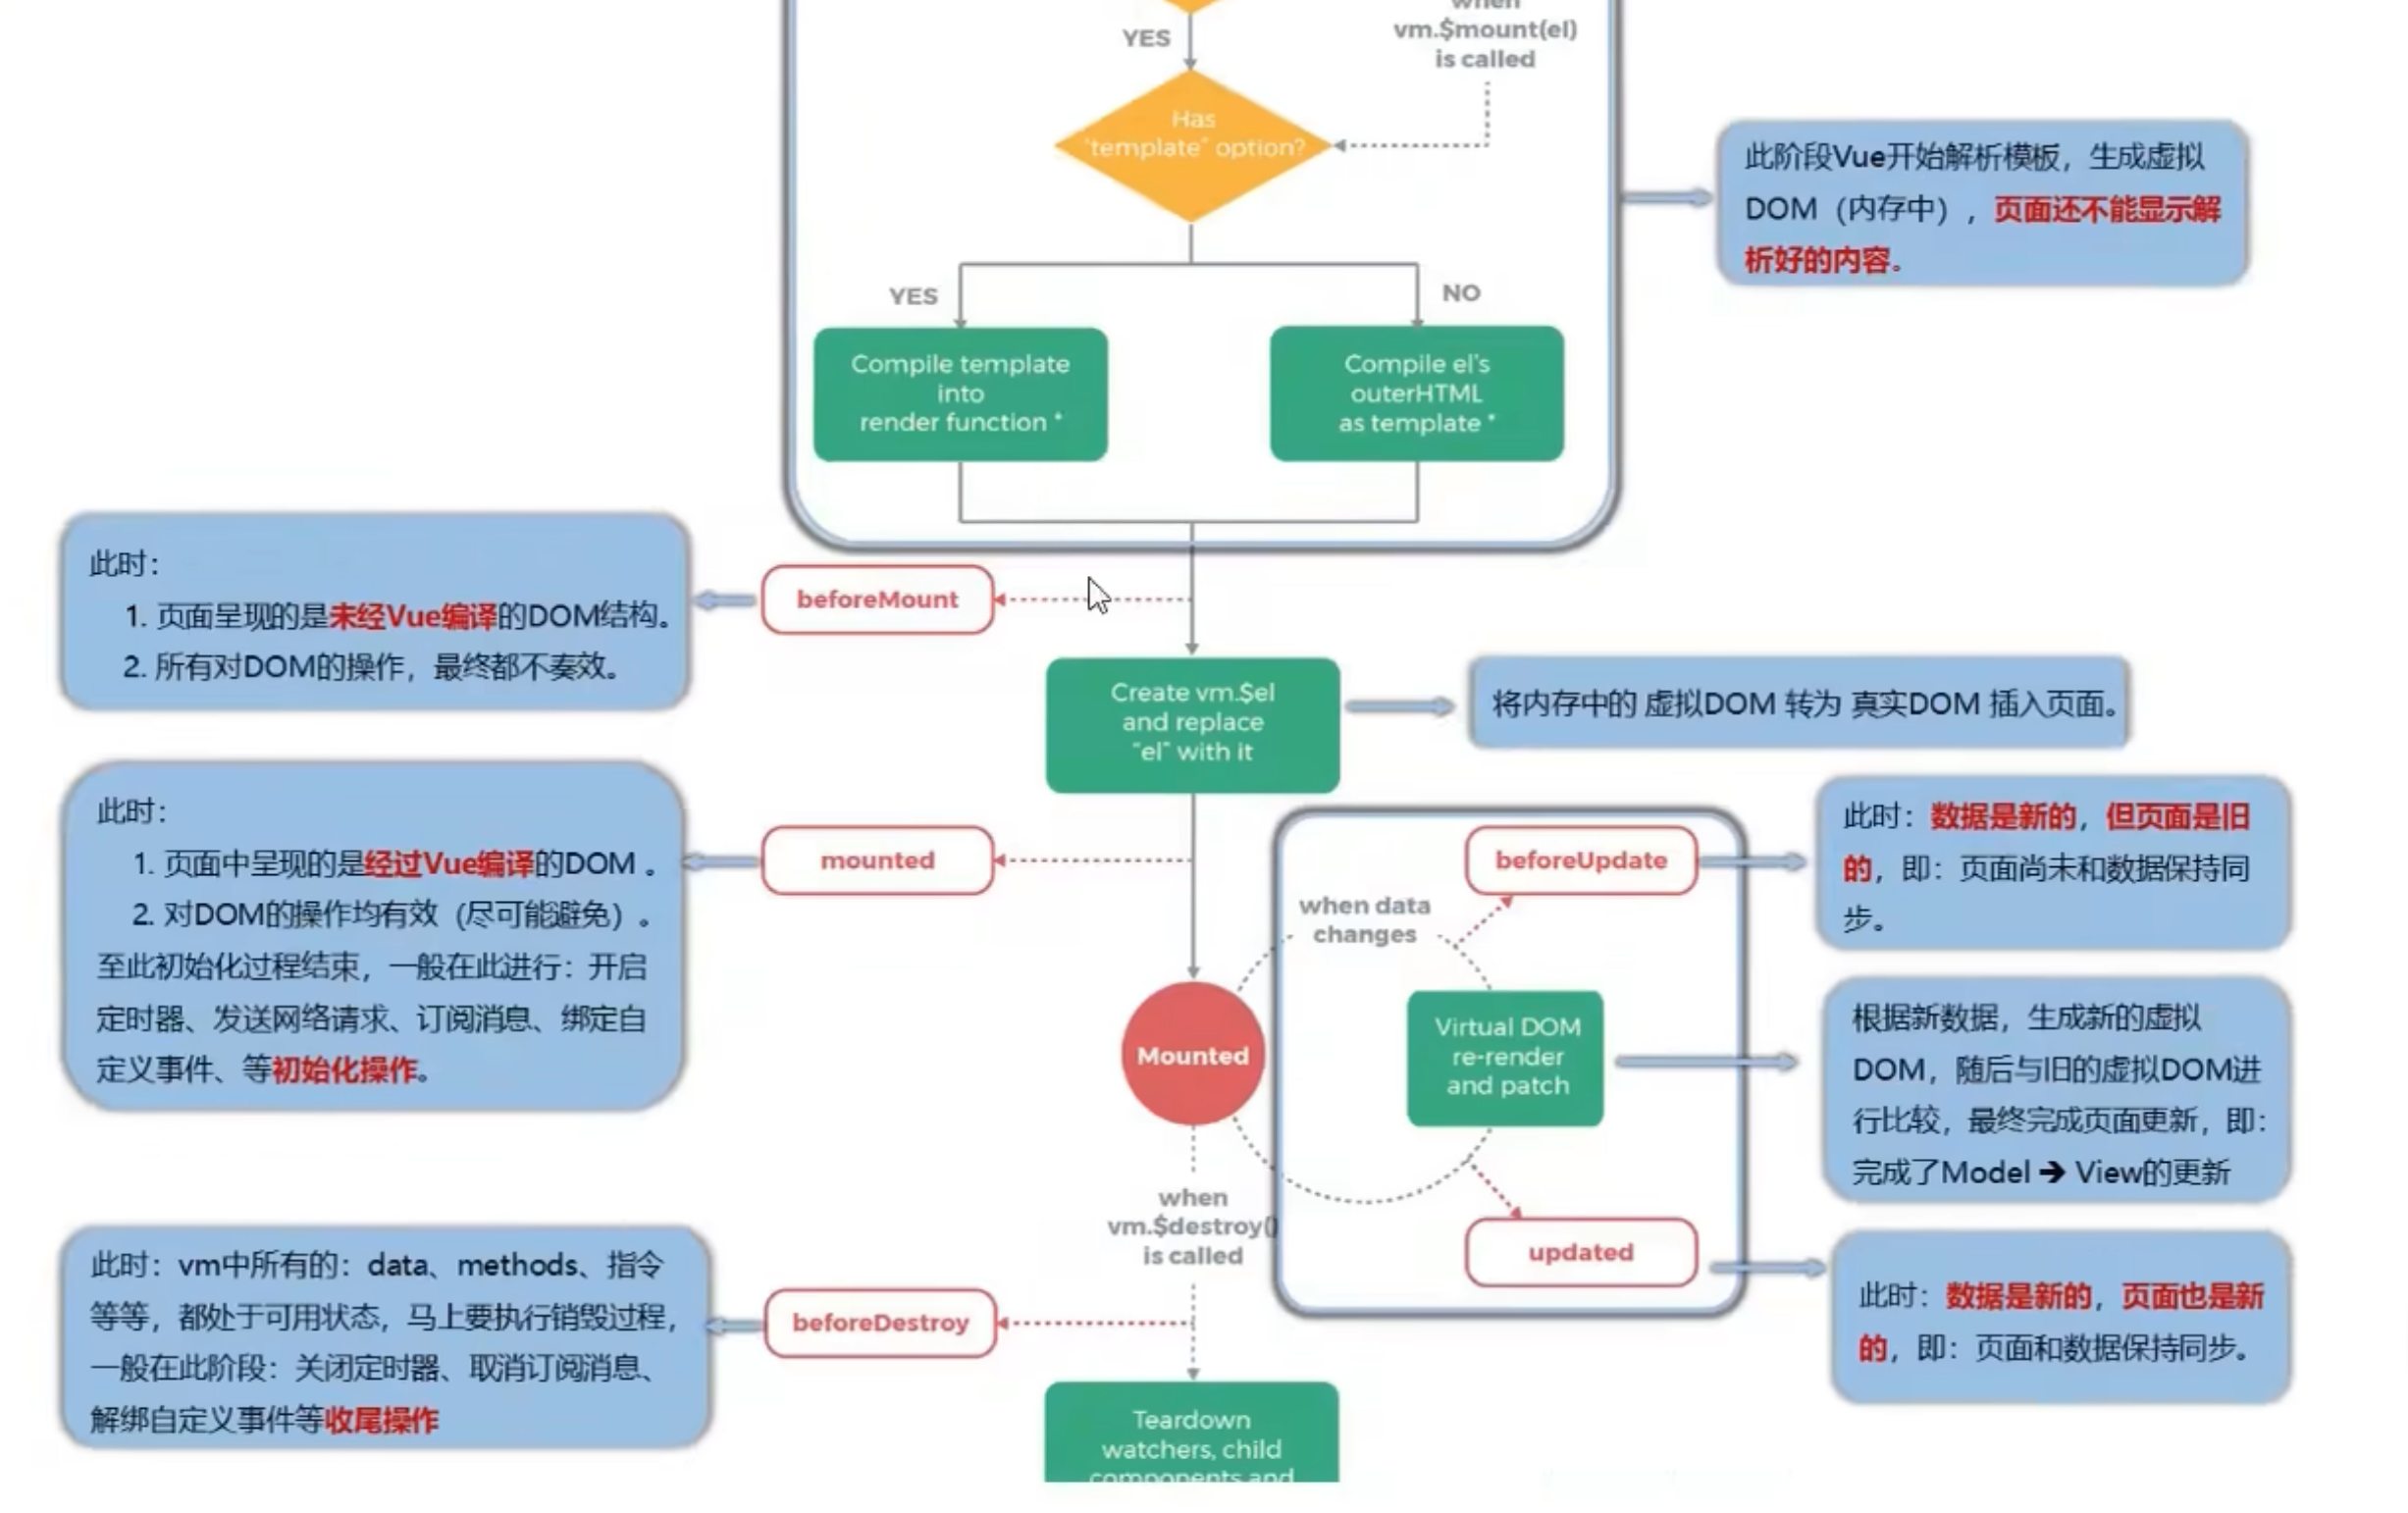 when
vm.$mount(el)
is called
YES
Has
"template" option?
此阶段Vue开始解析模板，生成虚拟
DOM（内存中），页面还不能显示解
析好的内容。
YES
NO
Compile template
into
render function *
Compile el's
outerHTML
as template *
此时：
1. 页面呈现的是未经Vue编译的DOM结构。
2. 所有对DOM的操作，最终都不奏效。
beforeMount
Create vm.$el
and replace
"el" with it
将内存中的 虚拟DOM 转为 真实DOM 插入页面。
此时：
1. 页面中呈现的是经过Vue编译的DOM 。
2. 对DOM的操作均有效（尽可能避免）。
至此初始化过程结束，一般在此进行：开启
定时器、发送网络请求、订阅消息、绑定自
定义事件、等初始化操作。
mounted
beforeUpdate
此时：数据是新的，但页面是旧
的，即：页面尚未和数据保持同
步。
when data
changes
Mounted
Virtual DOM
re-render
and patch
根据新数据，生成新的虚拟
DOM，随后与旧的虚拟DOM进
行比较，最终完成页面更新，即：
完成了Model ➔ View的更新
when
vm.$destroy()
is called
updated
此时：数据是新的，页面也是新
的，即：页面和数据保持同步。
此时：vm中所有的：data、methods、指令
等等，都处于可用状态，马上要执行销毁过程，
一般在此阶段：关闭定时器、取消订阅消息、
解绑自定义事件等收尾操作
beforeDestroy
Teardown
watchers, child
components and